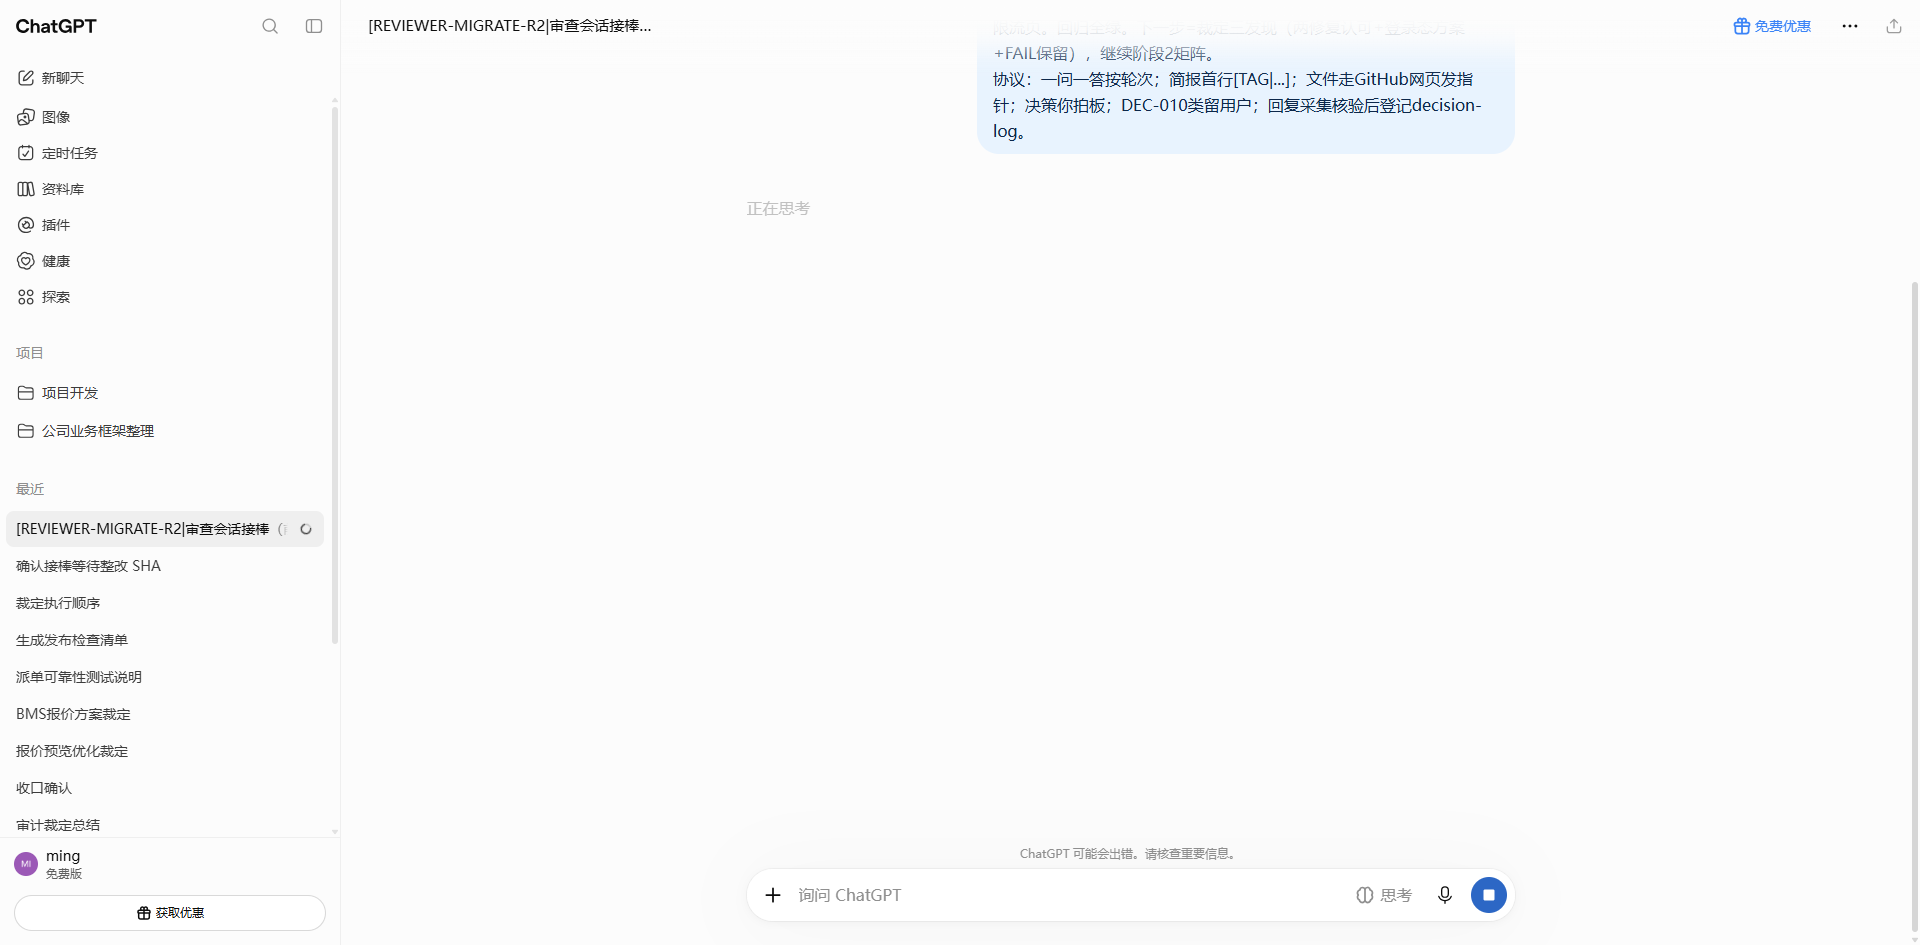 ChatGPT
新聊天
图像
定时任务
资料库
插件
健康
探索
项目
项目开发
公司业务框架整理
最近
[REVIEWER-MIGRATE-R2|审查会话接棒
确认接棒等待整改 SHA
裁定执行顺序
生成发布检查清单
派单可靠性测试说明
BMS报价方案裁定
报价预览优化裁定
收口确认
审计裁定总结
MI
ming
免费版
获取优惠
[REVIEWER-MIGRATE-R2|审查会话接棒...
免费优惠
+FAIL保留），继续阶段2矩阵。
协议：一问一答按轮次；简报首行[TAG|...]；文件走GitHub网页发指
针；决策你拍板；DEC-010类留用户；回复采集核验后登记decision-
log。
正在思考
ChatGPT 可能会出错。请核查重要信息。
询问 ChatGPT
思考